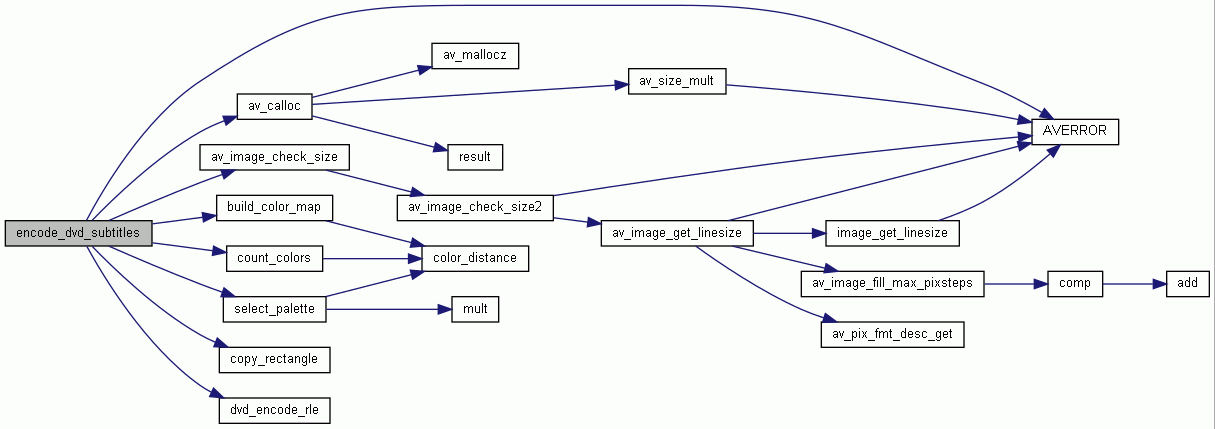 av_mallocz
av_size_mult
av_calloc
AVERROR
av_image_check_size
result
build_color_map
av_image_check_size2
encode_dvd_subtitles
av_image_get_linesize
image_get_linesize
count_colors
color_distance
av_image_fill_max_pixsteps
comp
add
select_palette
mult
av_pix_fmt_desc_get
copy_rectangle
dvd_encode_rle